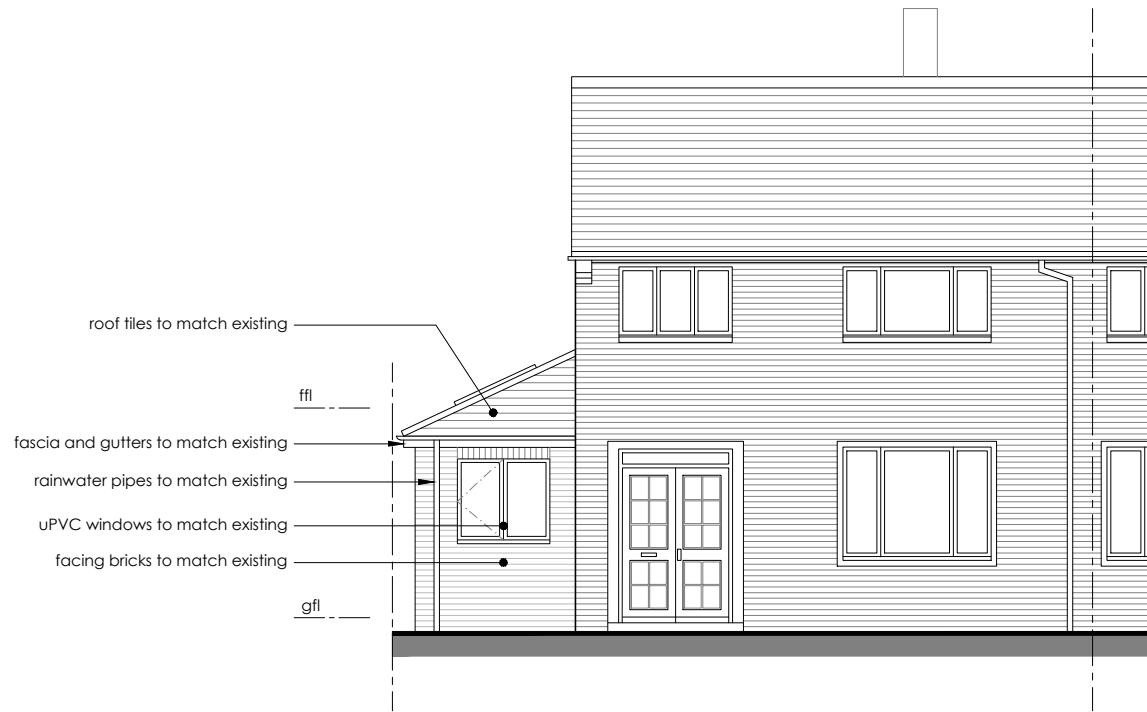 roof tiles to match existing
ffl
fascia and gutters to match existing
rainwater pipes to match existing
uPVC windows to match existing
facing bricks to match existing
gfl